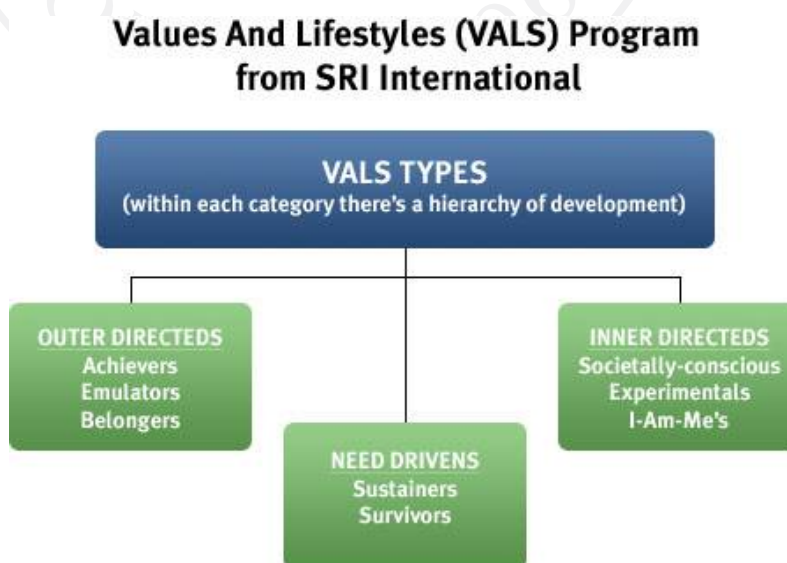 Values And Lifestyles (VALS) Program
from SRI International
VALS TYPES
(within each category there's a hierarchy of development)
OUTER DIRECTEDS
Achievers
Emulators
Belongers
NEED DRIVENS
Sustainers
Survivors
INNER DIRECTEDS
Societally-conscious
Experimentals
I-Am-Me's